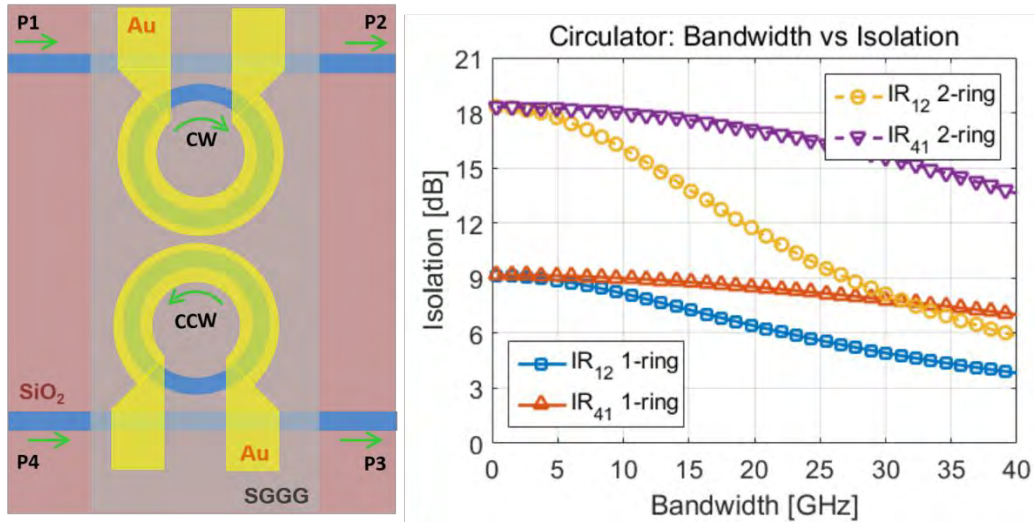 P1
Au
P2
CW
CCW
SiO₂
P4
Au
P3
SGGG
Circulator: Bandwidth vs Isolation
21
18
15
12
9
6
3
0
Isolation [dB]
IR₁₂ 2-ring
IR₄₁ 2-ring
IR₁₂ 1-ring
IR₄₁ 1-ring
0 5 10 15 20 25 30 35 40
Bandwidth [GHz]